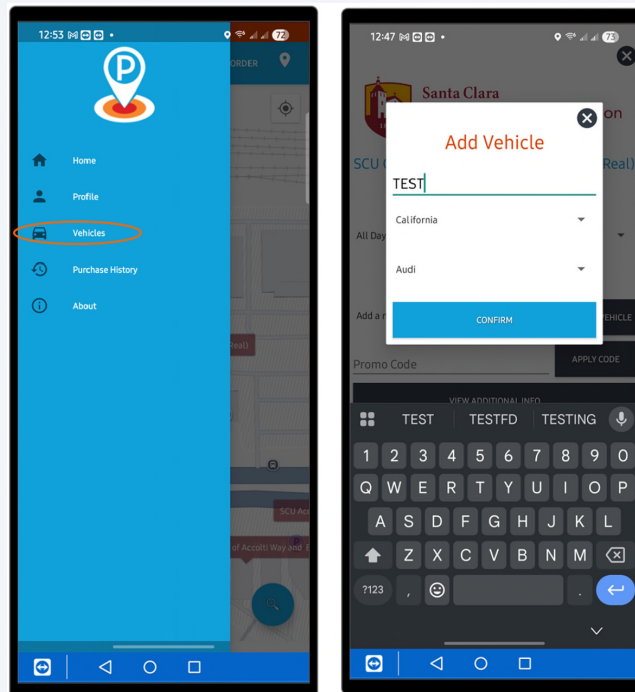 12:53
72
P
ORDER
Home
Profile
Vehicles
Purchase History
About
Real)
SCU Acc
of Accolti Way and E
P
12:47
73
Santa Clara
on
SCU
Real)
Add Vehicle
TEST
California
All Day
Audi
Add a
CONFIRM
VEHICLE
Promo Code
APPLY CODE
VIEW ADDITIONAL INFO
TEST TESTFD TESTING
1 2 3 4 5 6 7 8 9 0
Q W E R T Y U I O P
A S D F G H J K L
Z X C V B N M
?123 , .